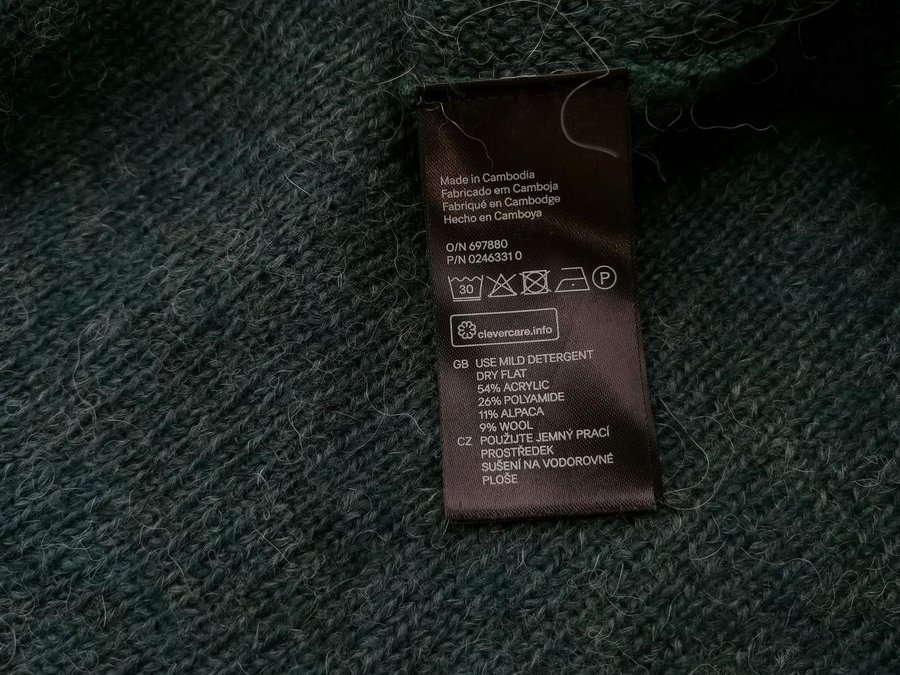 Made in Cambodia
Fabricado em Camboja
Fabriqué en Cambodge
Hecho en Camboya
O/N 697880
P/N 0246331 0
30 P
clevercare.info
GB USE MILD DETERGENT
DRY FLAT
54% ACRYLIC
26% POLYAMIDE
11% ALPACA
9% WOOL
CZ POUŽIJTE JEMNÝ PRACÍ
PROSTŘEDEK
SUŠENÍ NA VODOROVNÉ
PLOŠE